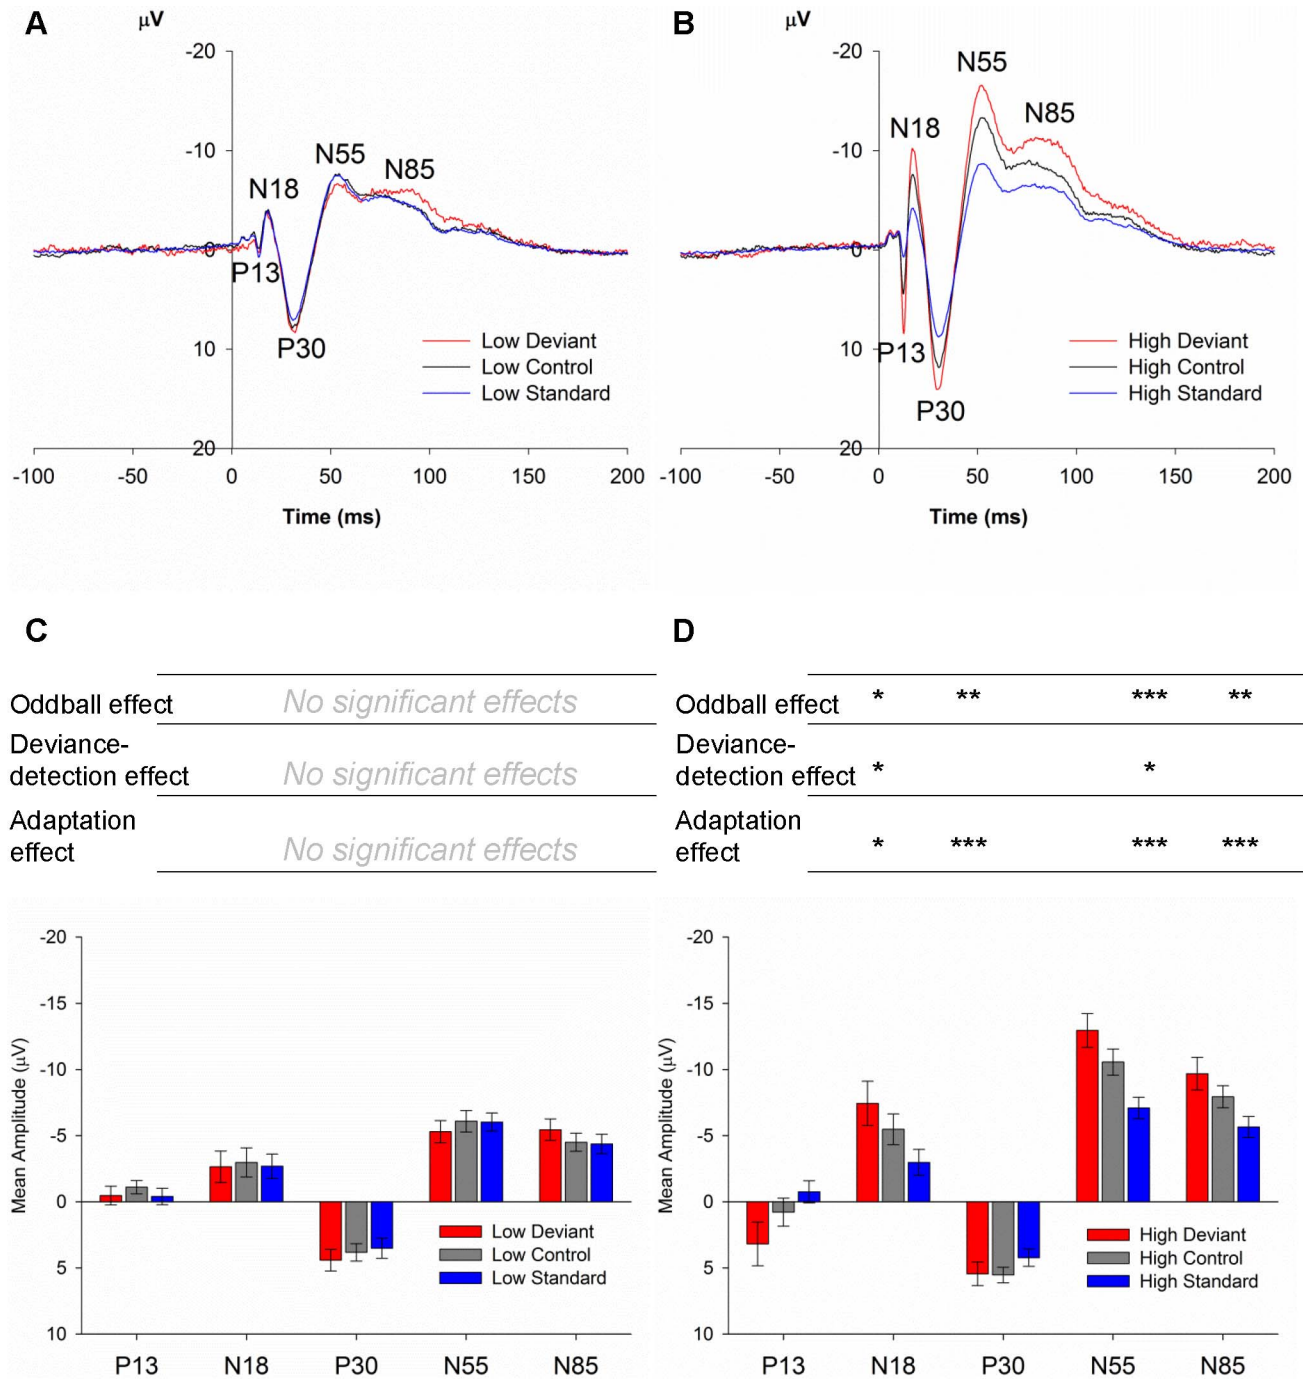 A
μV
-20
-10
0
10
20
N18
N55
N85
P13
P30
Low Deviant
Low Control
Low Standard
-100 -50 0 50 100 150 200
Time (ms)
B
μV
-20
-10
0
10
20
N55
N85
N18
P13
P30
High Deviant
High Control
High Standard
-100 -50 0 50 100 150 200
Time (ms)
C
Oddball effect No significant effects
Deviance-
detection effect No significant effects
Adaptation
effect No significant effects
Mean Amplitude (μV)
-20
-15
-10
-5
0
5
10
Low Deviant
Low Control
Low Standard
P13 N18 P30 N55 N85
D
Oddball effect * ** *** **
Deviance-
detection effect * *
Adaptation
effect * *** *** ***
Mean Amplitude (μV)
-20
-15
-10
-5
0
5
10
High Deviant
High Control
High Standard
P13 N18 P30 N55 N85